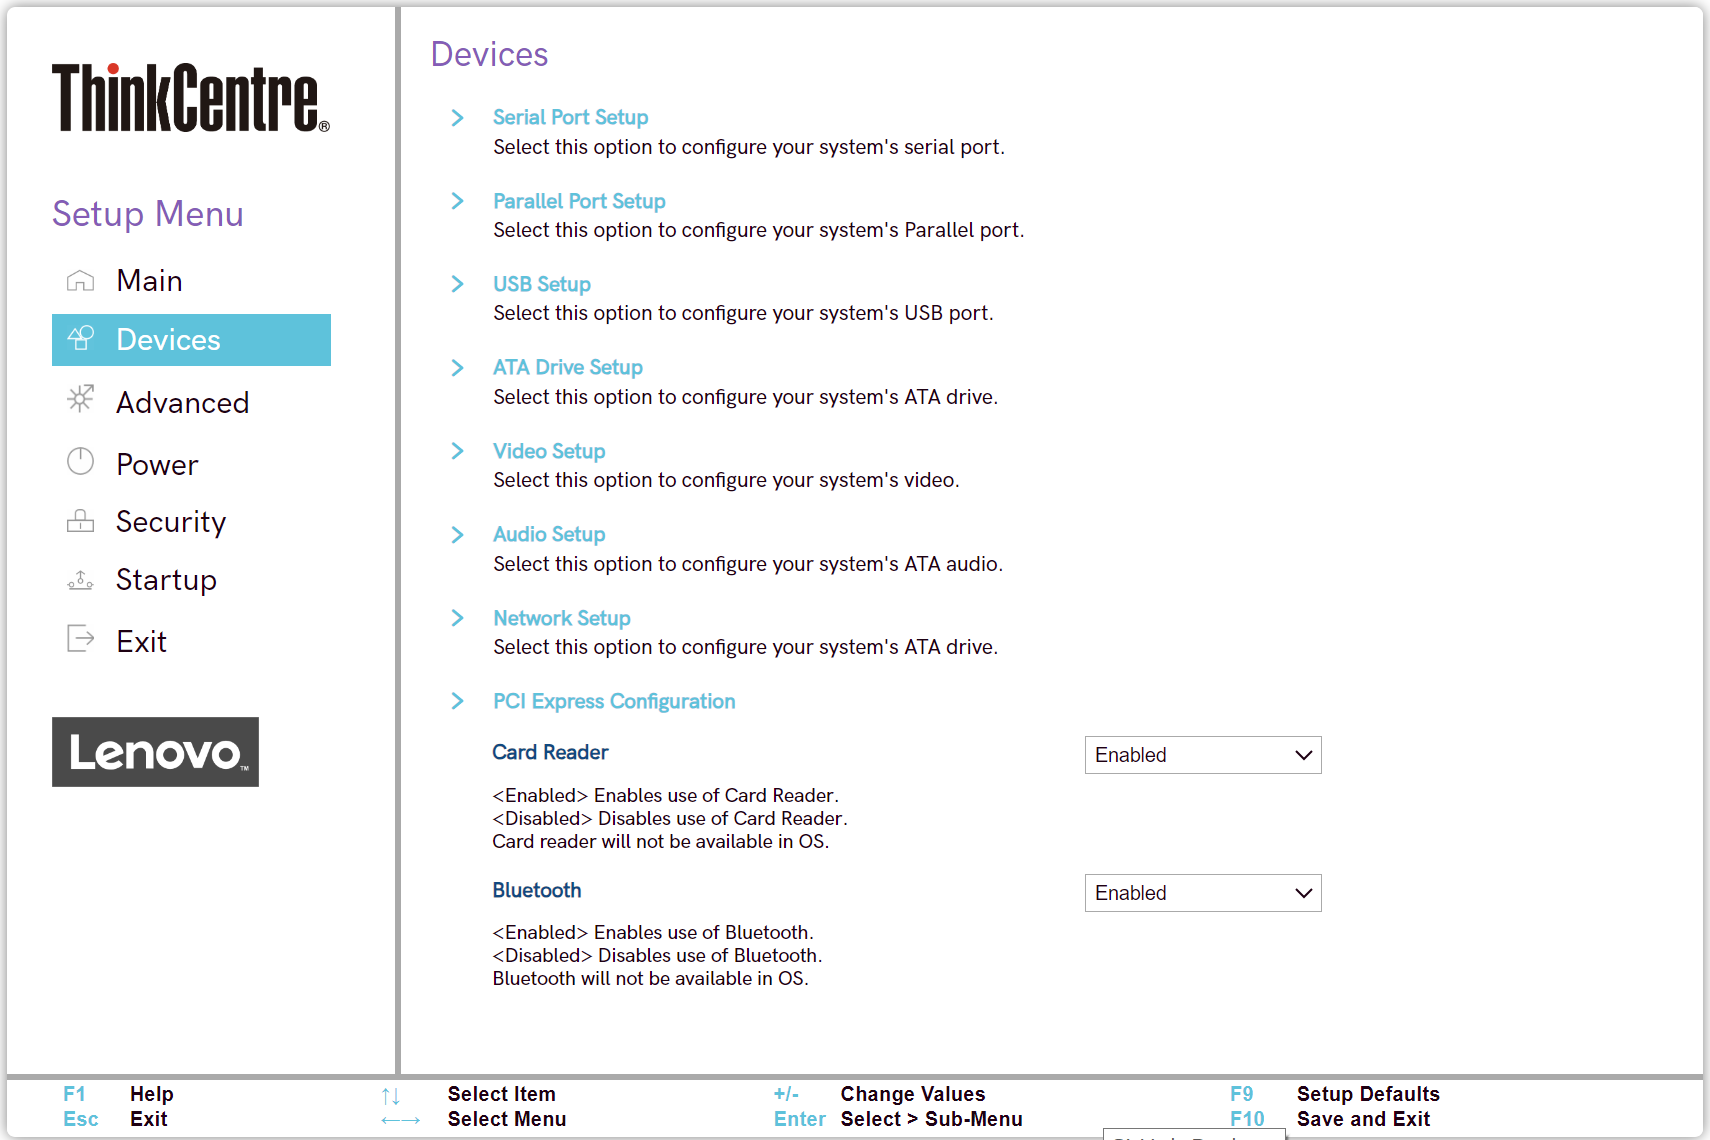 ThinkCentre®
Setup Menu
Main
Devices
Advanced
Power
Security
Startup
Exit
Lenovo™
Devices
Serial Port Setup
Select this option to configure your system's serial port.
Parallel Port Setup
Select this option to configure your system's Parallel port.
USB Setup
Select this option to configure your system's USB port.
ATA Drive Setup
Select this option to configure your system's ATA drive.
Video Setup
Select this option to configure your system's video.
Audio Setup
Select this option to configure your system's ATA audio.
Network Setup
Select this option to configure your system's ATA drive.
PCI Express Configuration
Card Reader Enabled
<Enabled> Enables use of Card Reader.
<Disabled> Disables use of Card Reader.
Card reader will not be available in OS.
Bluetooth Enabled
<Enabled> Enables use of Bluetooth.
<Disabled> Disables use of Bluetooth.
Bluetooth will not be available in OS.
F1 Help ↑↓ Select Item +/- Change Values F9 Setup Defaults
Esc Exit ←→ Select Menu Enter Select > Sub-Menu F10 Save and Exit